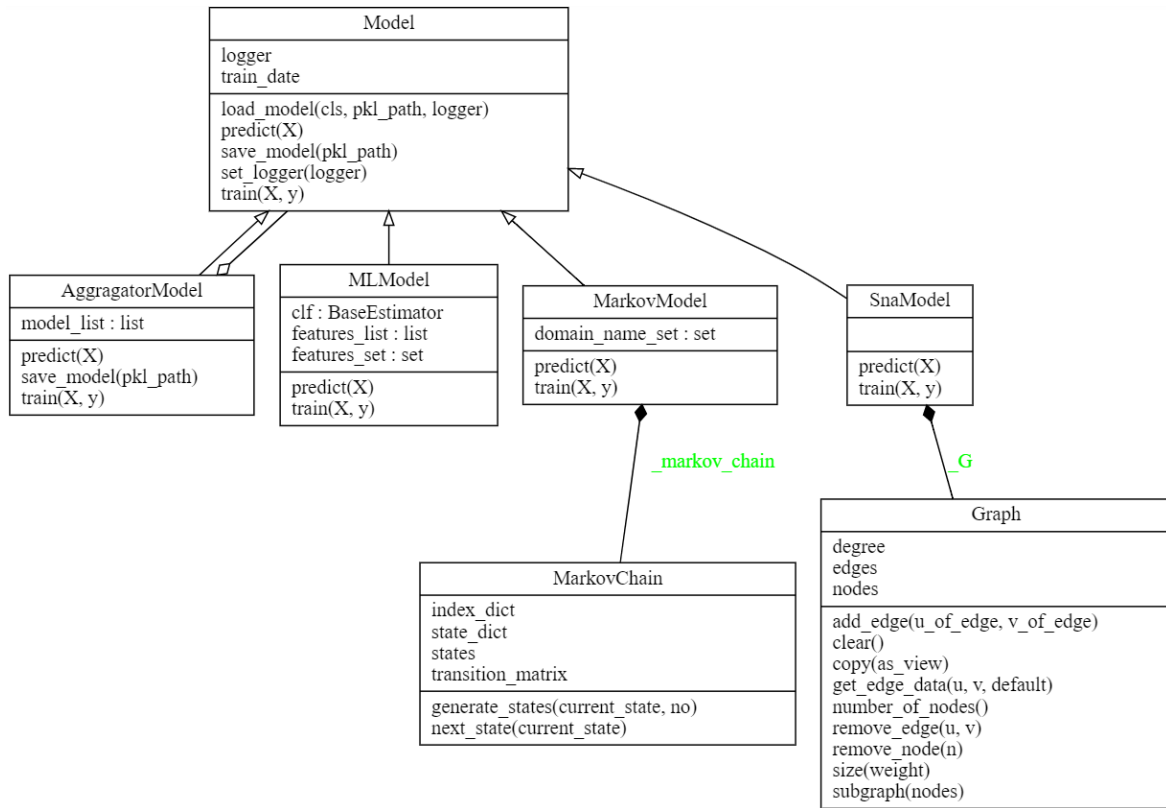 Model
logger
train_date
load_model(cls, pkl_path, logger)
predict(X)
save_model(pkl_path)
set_logger(logger)
train(X, y)
AggragatorModel
model_list : list
predict(X)
save_model(pkl_path)
train(X, y)
MLModel
clf : BaseEstimator
features_list : list
features_set : set
predict(X)
train(X, y)
MarkovModel
domain_name_set : set
predict(X)
train(X, y)
SnaModel
predict(X)
train(X, y)
_markov_chain
_G
MarkovChain
index_dict
state_dict
states
transition_matrix
generate_states(current_state, no)
next_state(current_state)
Graph
degree
edges
nodes
add_edge(u_of_edge, v_of_edge)
clear()
copy(as_view)
get_edge_data(u, v, default)
number_of_nodes()
remove_edge(u, v)
remove_node(n)
size(weight)
subgraph(nodes)